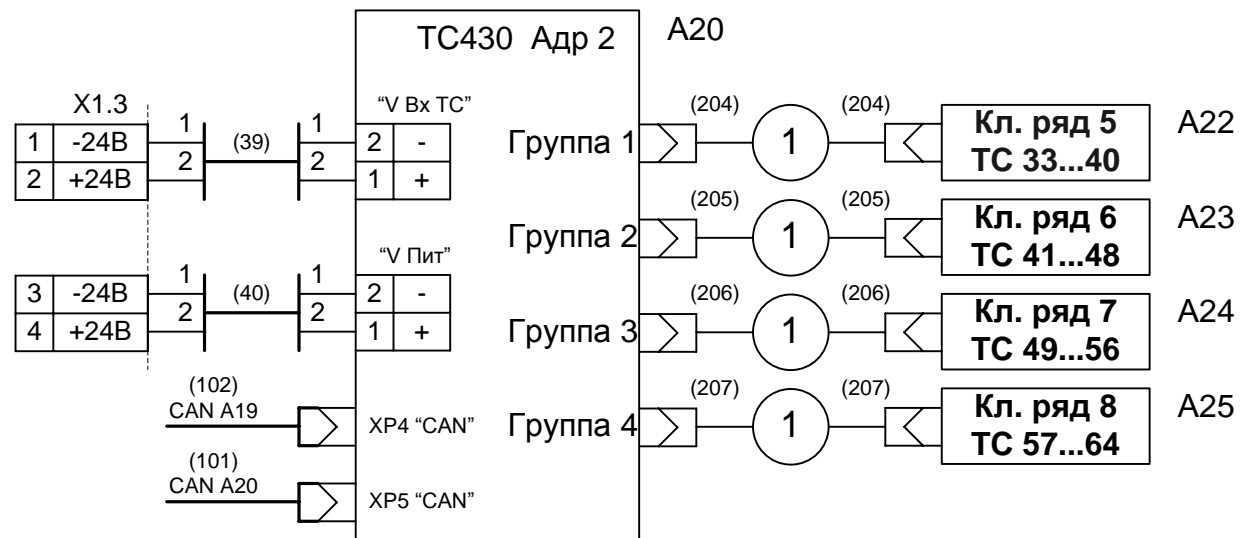 ТС430 Адр 2
А20
Х1.3
1 -24В
2 +24В
1
2
(39)
1
2
“V Вх ТС”
2 -
1 +
3 -24В
4 +24В
1
2
(40)
1
2
“V Пит”
2 -
1 +
(102)
CAN A19
XP4 “CAN”
(101)
CAN A20
XP5 “CAN”
Группа 1
(204)
1
(204)
Кл. ряд 5
ТС 33...40
А22
Группа 2
(205)
1
(205)
Кл. ряд 6
ТС 41...48
А23
Группа 3
(206)
1
(206)
Кл. ряд 7
ТС 49...56
А24
Группа 4
(207)
1
(207)
Кл. ряд 8
ТС 57...64
А25